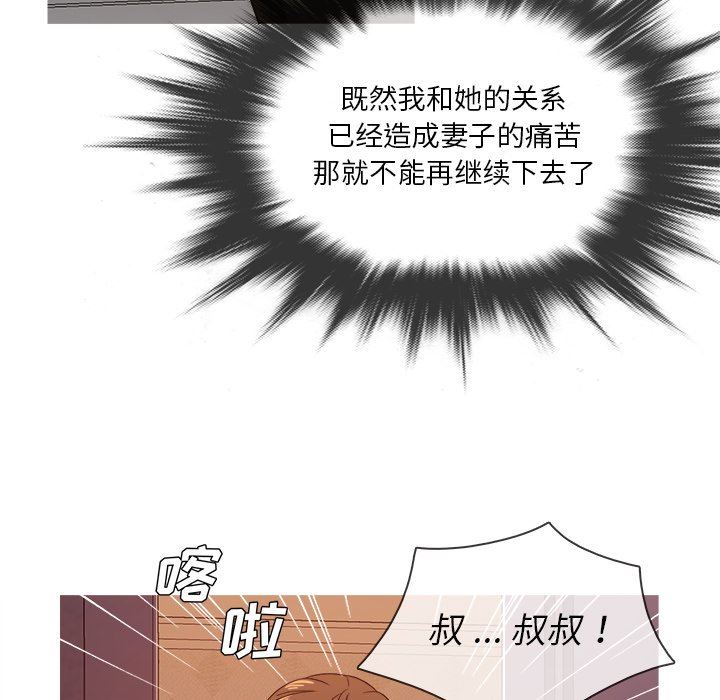 既然我和她的关系
已经造成妻子的痛苦
那就不能再继续下去了
喀
啦
叔...叔叔！